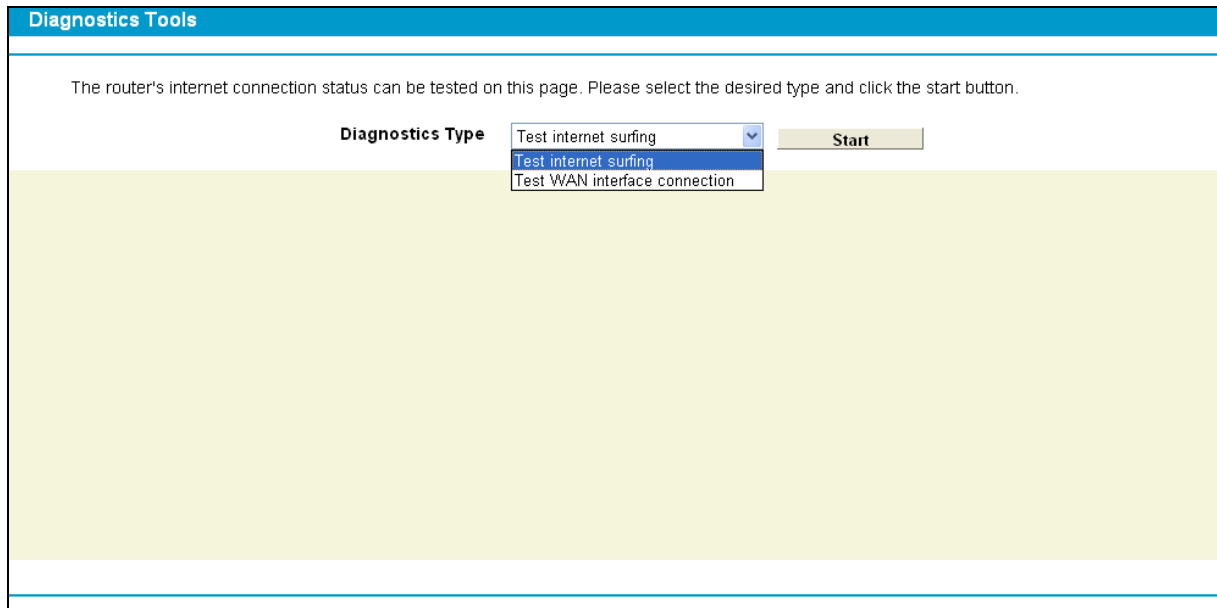 Diagnostics Tools
The router's internet connection status can be tested on this page. Please select the desired type and click the start button.
Diagnostics Type Test internet surfing Start
Test internet surfing
Test WAN interface connection